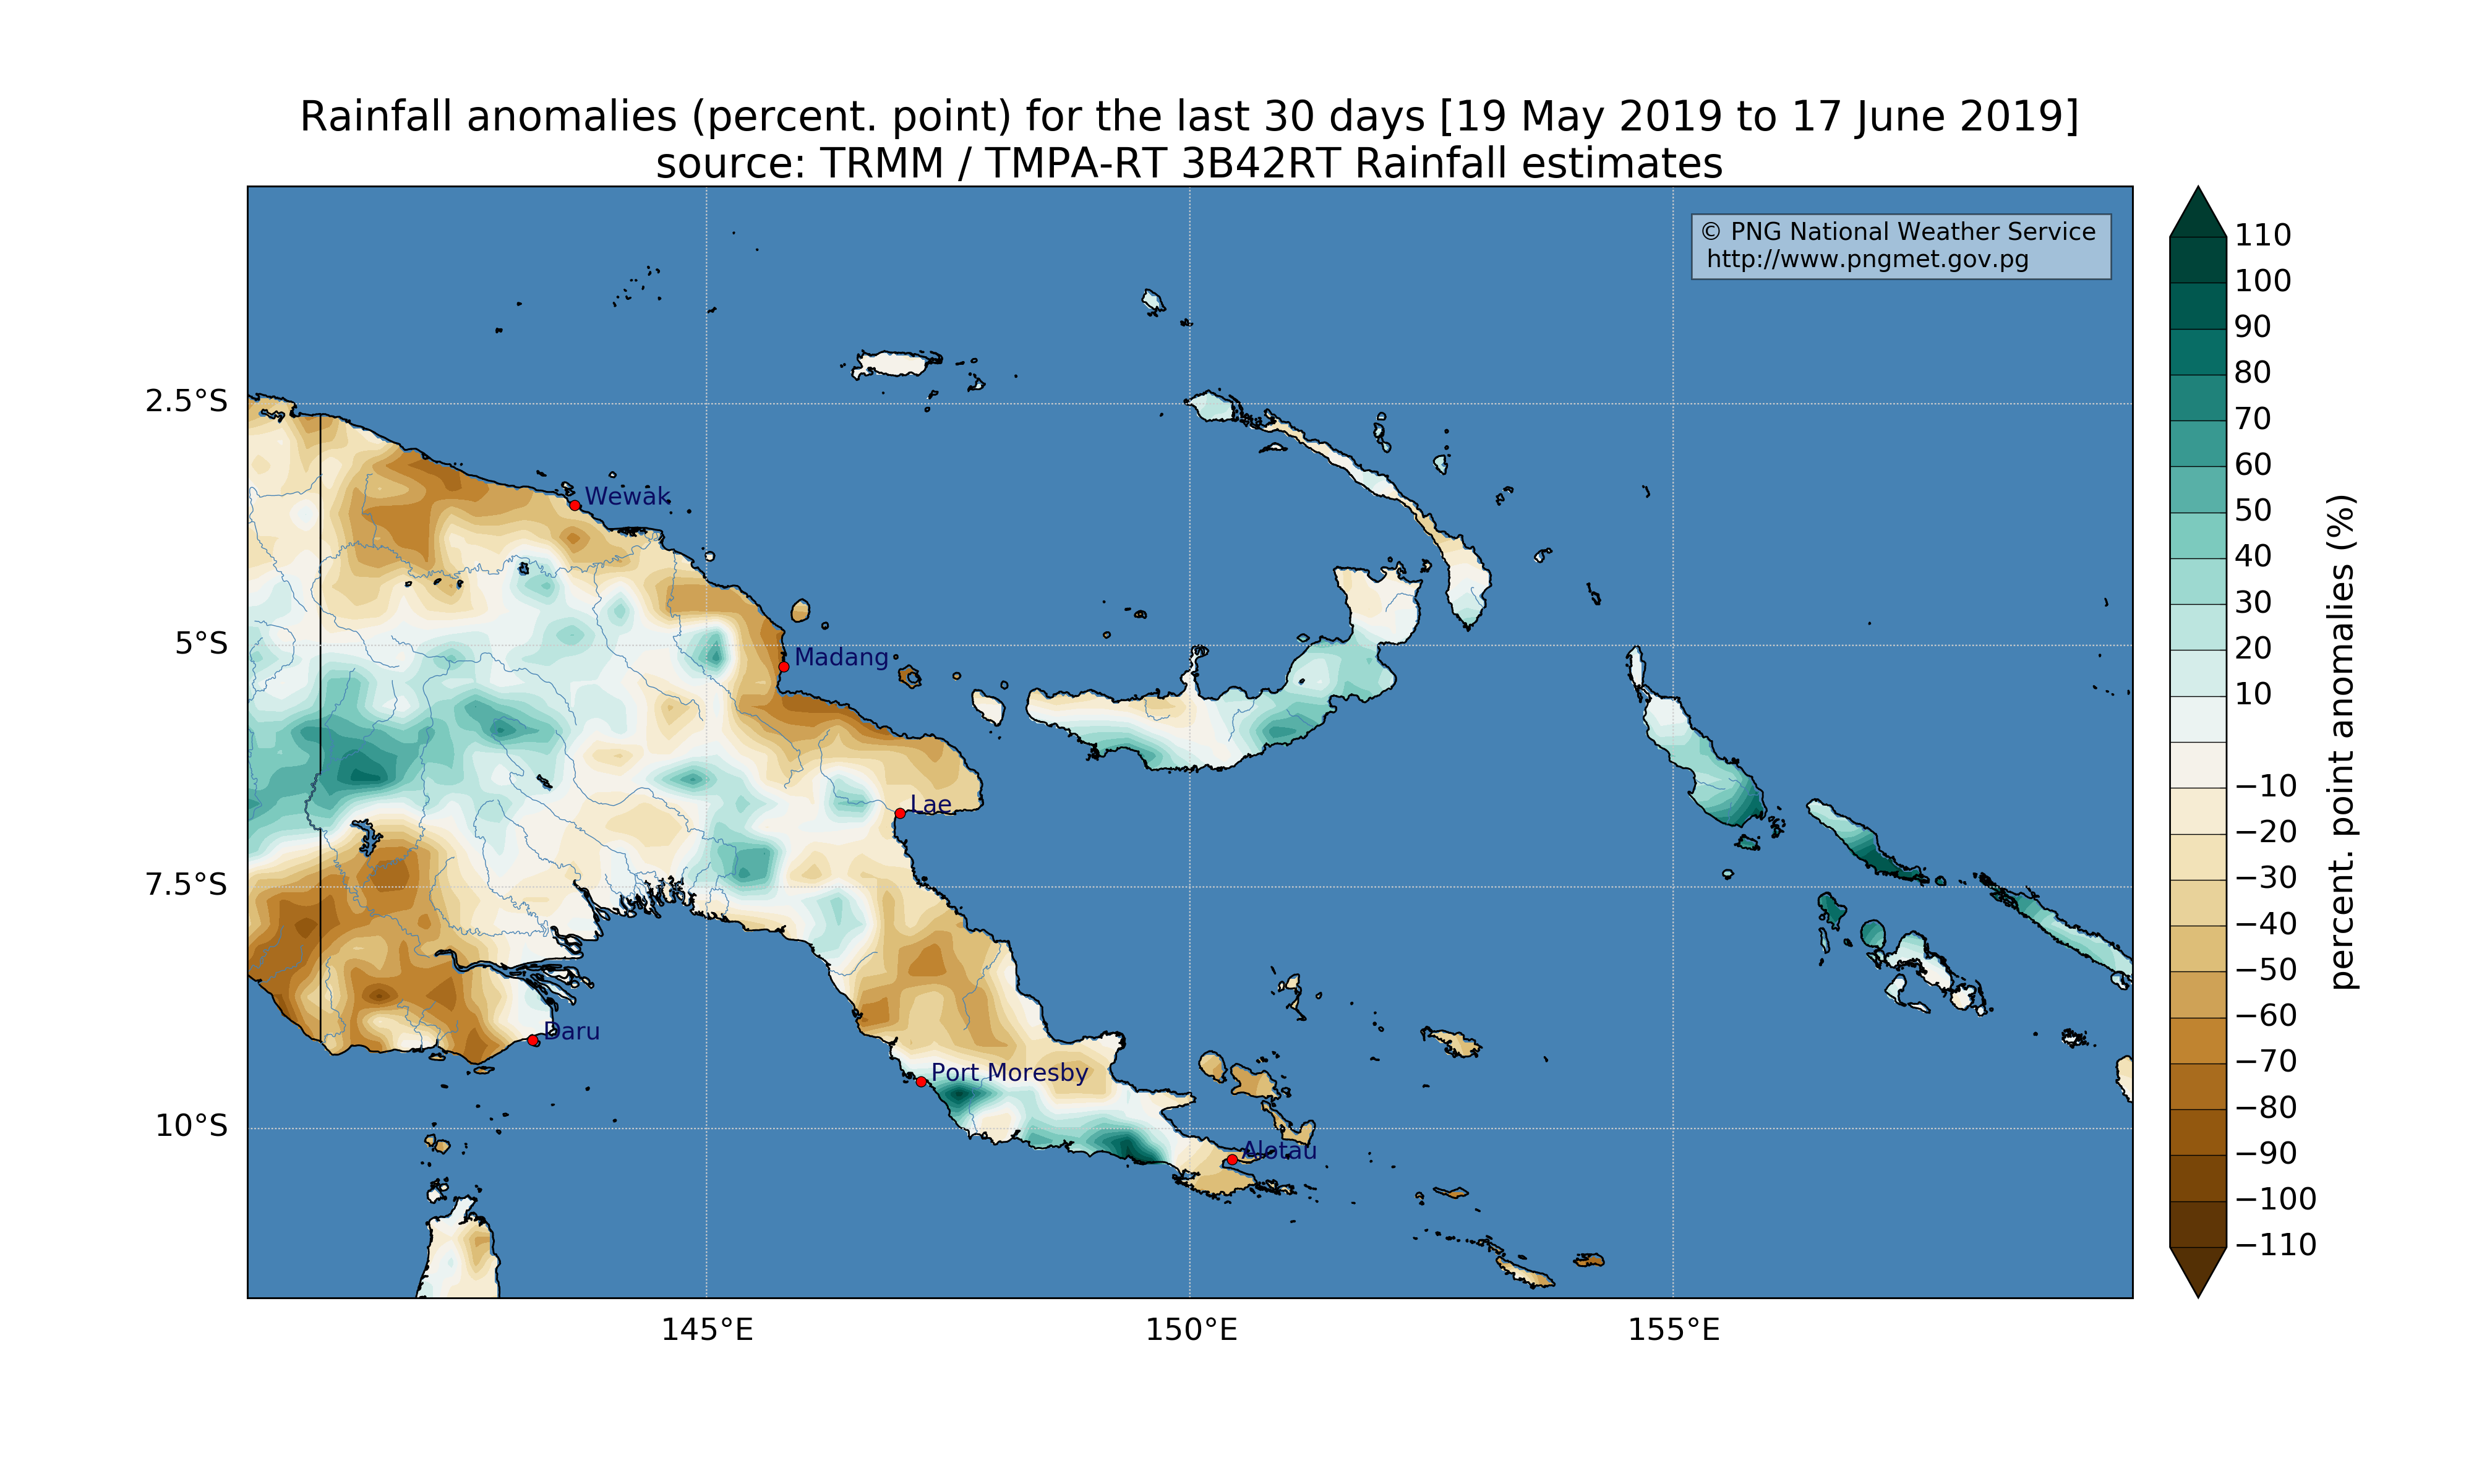 Rainfall anomalies (percent. point) for the last 30 days [19 May 2019 to 17 June 2019]
source: TRMM / TMPA-RT 3B42RT Rainfall estimates
© PNG National Weather Service
http://www.pngmet.gov.pg
2.5°S
5°S
7.5°S
10°S
Wewak
Madang
Lae
Daru
Port Moresby
Alotau
145°E
150°E
155°E
110
100
90
80
70
60
50
40
30
20
10
−10
−20
−30
−40
−50
−60
−70
−80
−90
−100
−110
percent. point anomalies (%)